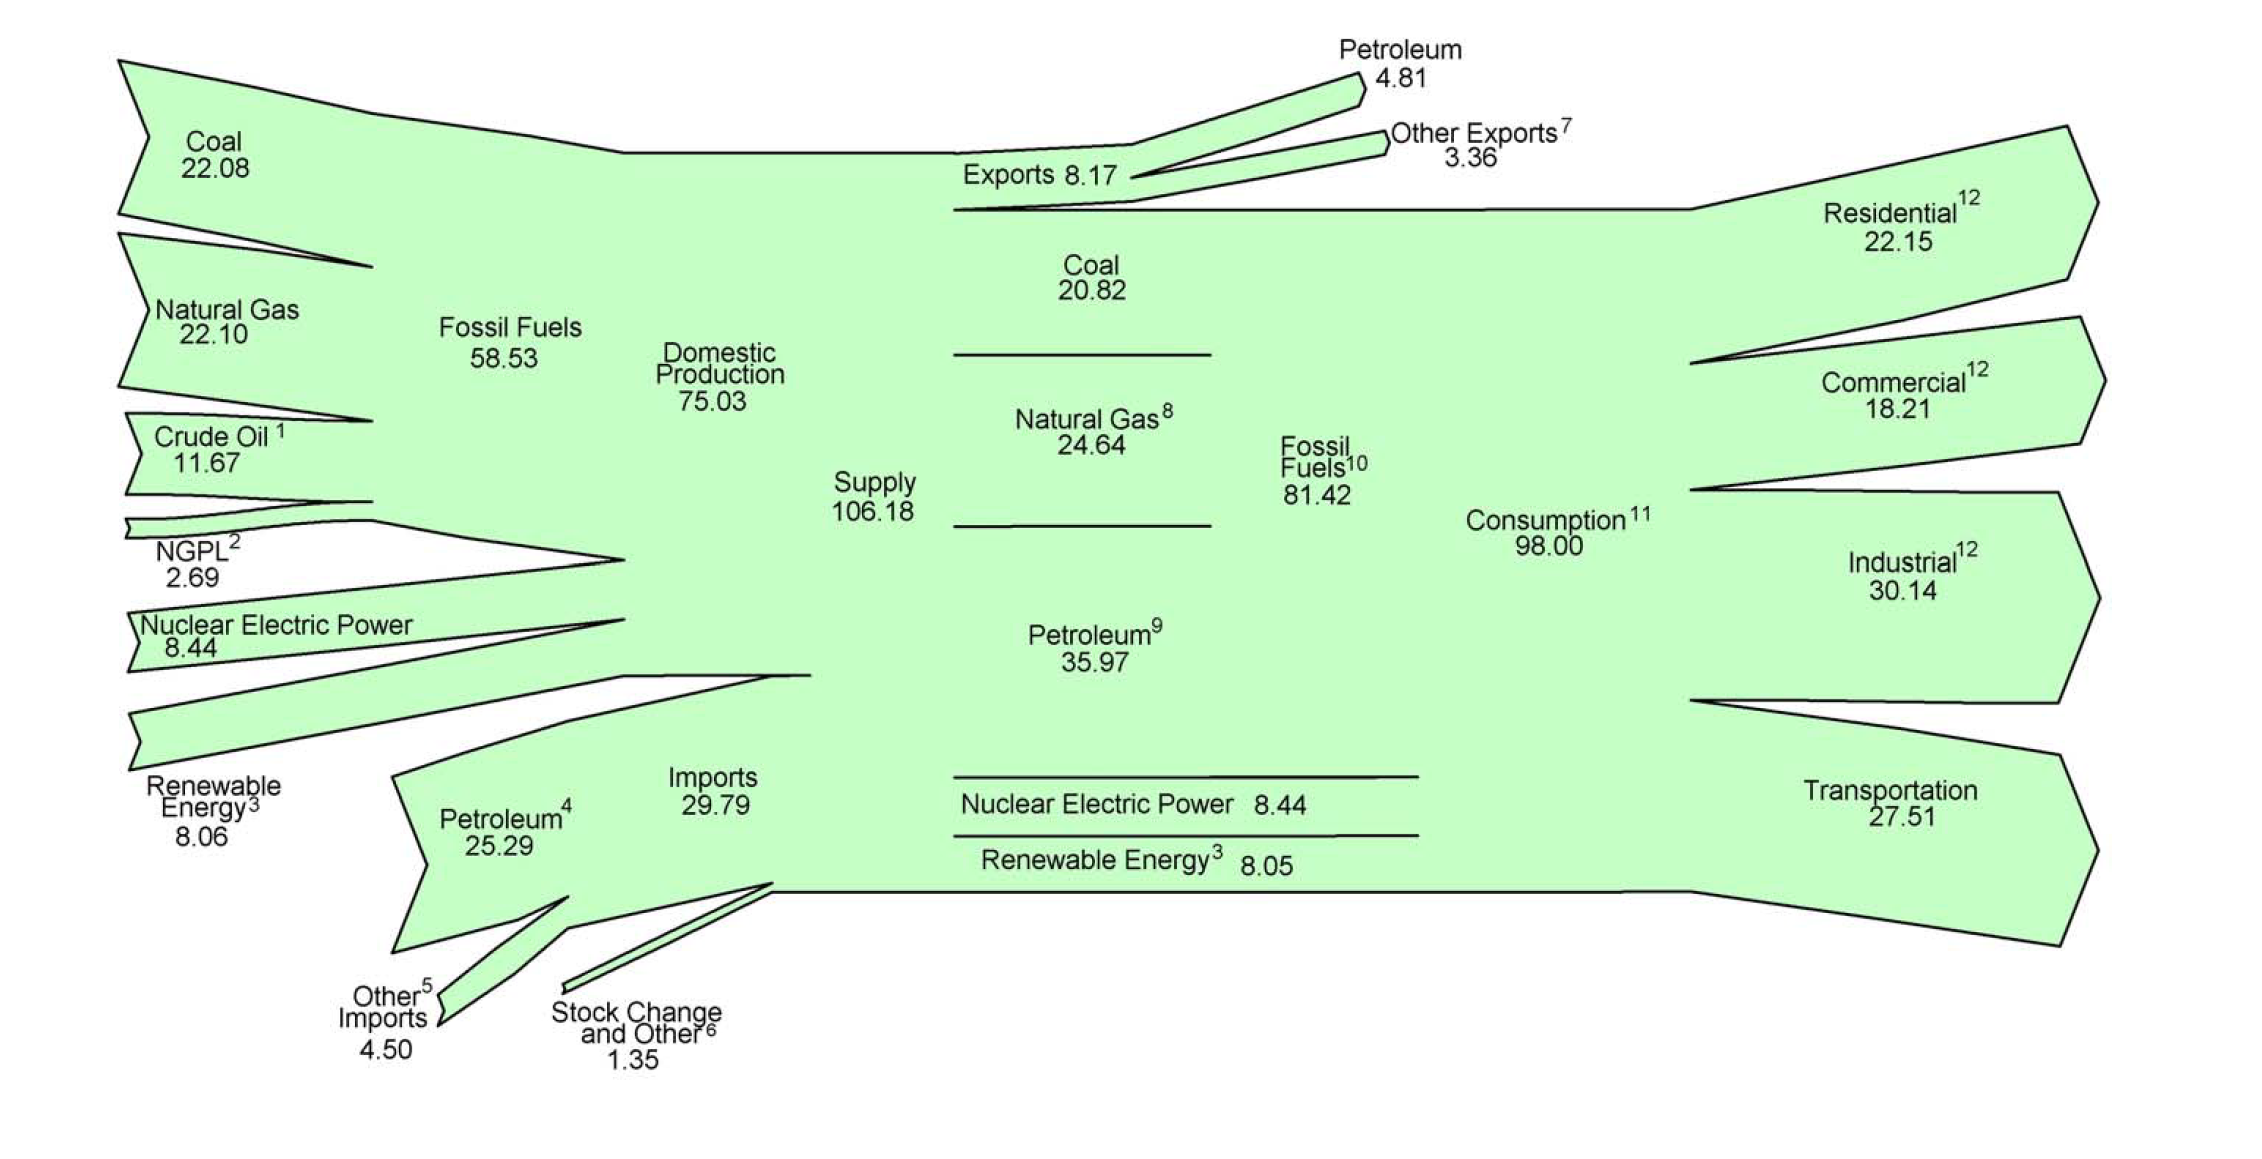 Petroleum
4.81
Other Exports7
3.36
Exports 8.17
Coal
22.08
Natural Gas
22.10
Crude Oil 1
11.67
NGPL2
2.69
Nuclear Electric Power
8.44
Renewable
Energy3
8.06
Fossil Fuels
58.53
Domestic
Production
75.03
Petroleum4
25.29
Imports
29.79
Other5
Imports
4.50
Stock Change
and Other6
1.35
Supply
106.18
Coal
20.82
Natural Gas8
24.64
Petroleum9
35.97
Nuclear Electric Power 8.44
Renewable Energy3 8.05
Fossil
Fuels10
81.42
Consumption11
98.00
Residential12
22.15
Commercial12
18.21
Industrial12
30.14
Transportation
27.51